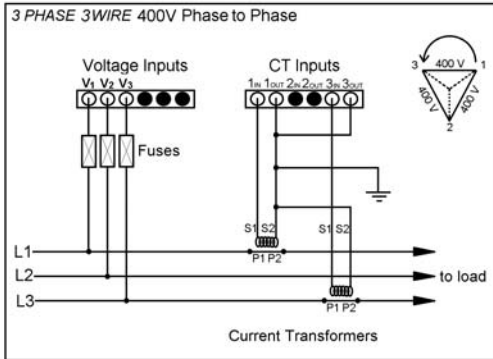 3 PHASE 3WIRE 400V Phase to Phase
Voltage Inputs
CT Inputs
V1 V2 V3
1IN 1OUT 2IN 2OUT 3IN 3OUT
3 400 V 1
400 V
400 V
2
Fuses
S1 S2
S1 S2
L1
P1 P2
L2
to load
L3
P1 P2
Current Transformers